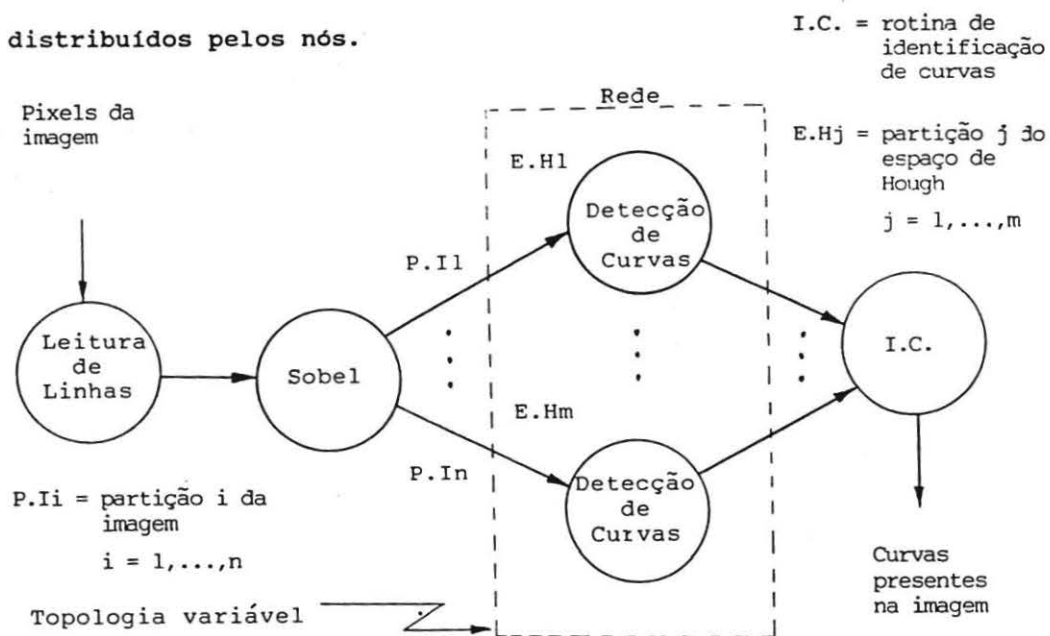 distribuídos pelos nós.
I.C. = rotina de
identificação
de curvas
Pixels da
imagem
Rede
E.Hj = partição j do
espaço de
Hough
j = 1,...,m
E.H1
Detecção
de
Curvas
P.I1
Leitura
de
Linhas
Sobel
I.C.
E.Hm
P.In
Detecção
de
Curvas
P.Ii = partição i da
imagem
i = 1,...,n
Curvas
presentes
na imagem
Topologia variável